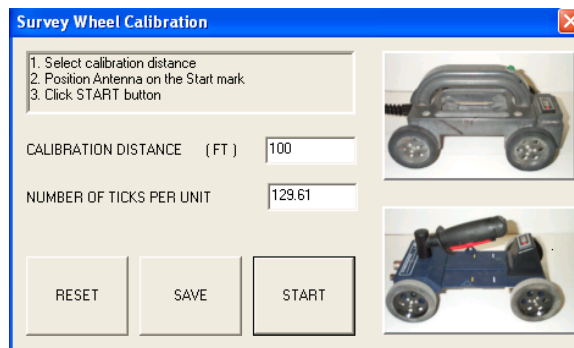 Survey Wheel Calibration
1. Select calibration distance
2. Position Antenna on the Start mark
3. Click START button
CALIBRATION DISTANCE ( FT ) 100
NUMBER OF TICKS PER UNIT 129.61
RESET SAVE START